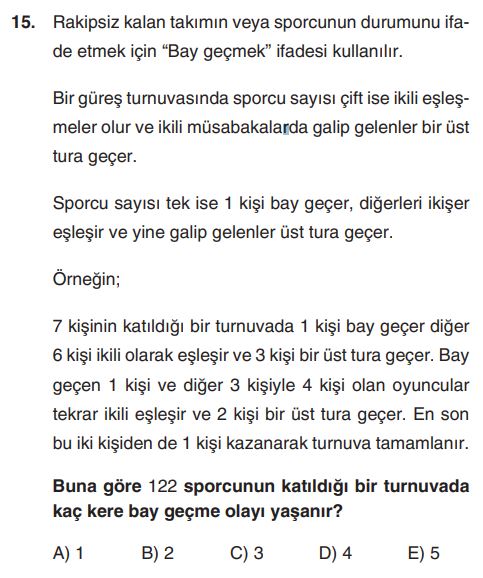 15. Rakipsiz kalan takımın veya sporcunun durumunu ifa-
de etmek için “Bay geçmek” ifadesi kullanılır.
Bir güreş turnuvasında sporcu sayısı çift ise ikili eşleş-
meler olur ve ikili müsabakalarda galip gelenler bir üst
tura geçer.
Sporcu sayısı tek ise 1 kişi bay geçer, diğerleri ikişer
eşleşir ve yine galip gelenler üst tura geçer.
Örneğin;
7 kişinin katıldığı bir turnuvada 1 kişi bay geçer diğer
6 kişi ikili olarak eşleşir ve 3 kişi bir üst tura geçer. Bay
geçen 1 kişi ve diğer 3 kişiyle 4 kişi olan oyuncular
tekrar ikili eşleşir ve 2 kişi bir üst tura geçer. En son
bu iki kişiden de 1 kişi kazanarak turnuva tamamlanır.
Buna göre 122 sporcunun katıldığı bir turnuvada
kaç kere bay geçme olayı yaşanır?
A) 1 B) 2 C) 3 D) 4 E) 5